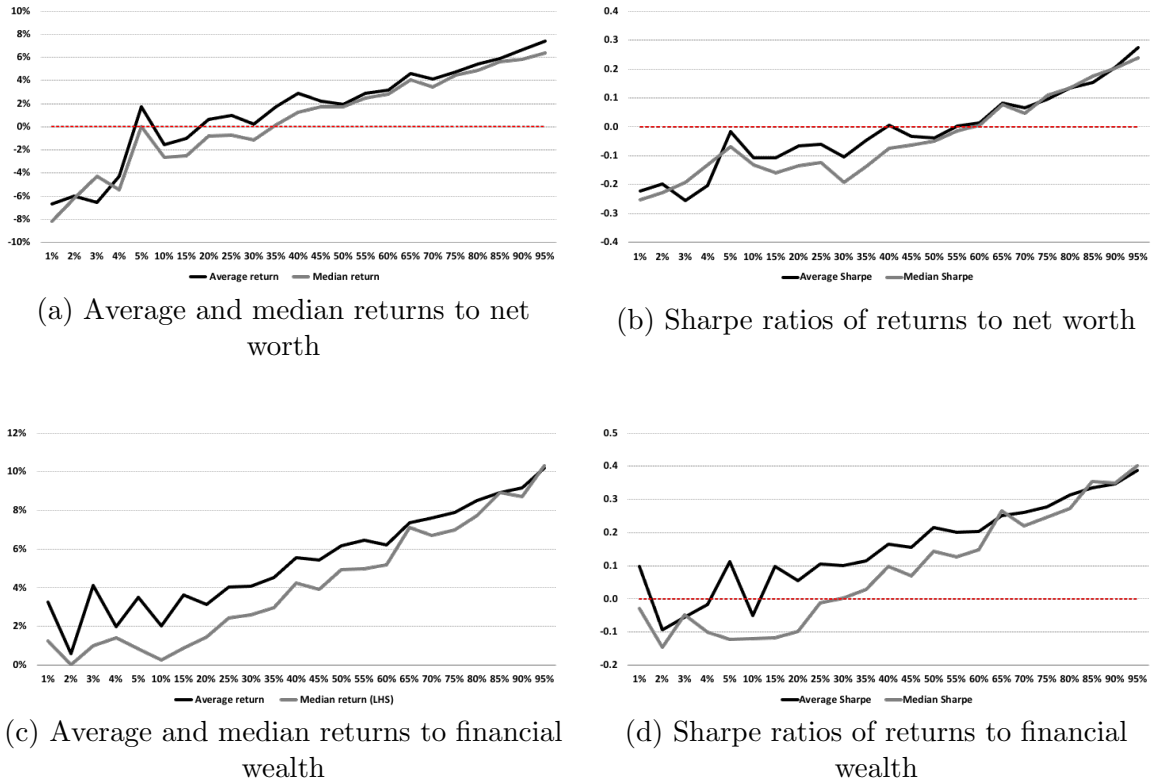 10%
8%
6%
4%
2%
0%
-2%
-4%
-6%
-8%
-10%
1% 2% 3% 4% 5% 10% 15% 20% 25% 30% 35% 40% 45% 50% 55% 60% 65% 70% 75% 80% 85% 90% 95%
Average return Median return
(a) Average and median returns to net
worth
0.4
0.3
0.2
0.1
0.0
-0.1
-0.2
-0.3
-0.4
1% 2% 3% 4% 5% 10% 15% 20% 25% 30% 35% 40% 45% 50% 55% 60% 65% 70% 75% 80% 85% 90% 95%
Average Sharpe Median Sharpe
(b) Sharpe ratios of returns to net worth
12%
10%
8%
6%
4%
2%
0%
1% 2% 3% 4% 5% 10% 15% 20% 25% 30% 35% 40% 45% 50% 55% 60% 65% 70% 75% 80% 85% 90% 95%
Average return Median return (LHS)
(c) Average and median returns to financial
wealth
0.5
0.4
0.3
0.2
0.1
0.0
-0.1
-0.2
1% 2% 3% 4% 5% 10% 15% 20% 25% 30% 35% 40% 45% 50% 55% 60% 65% 70% 75% 80% 85% 90% 95%
Average Sharpe Median Sharpe
(d) Sharpe ratios of returns to financial
wealth